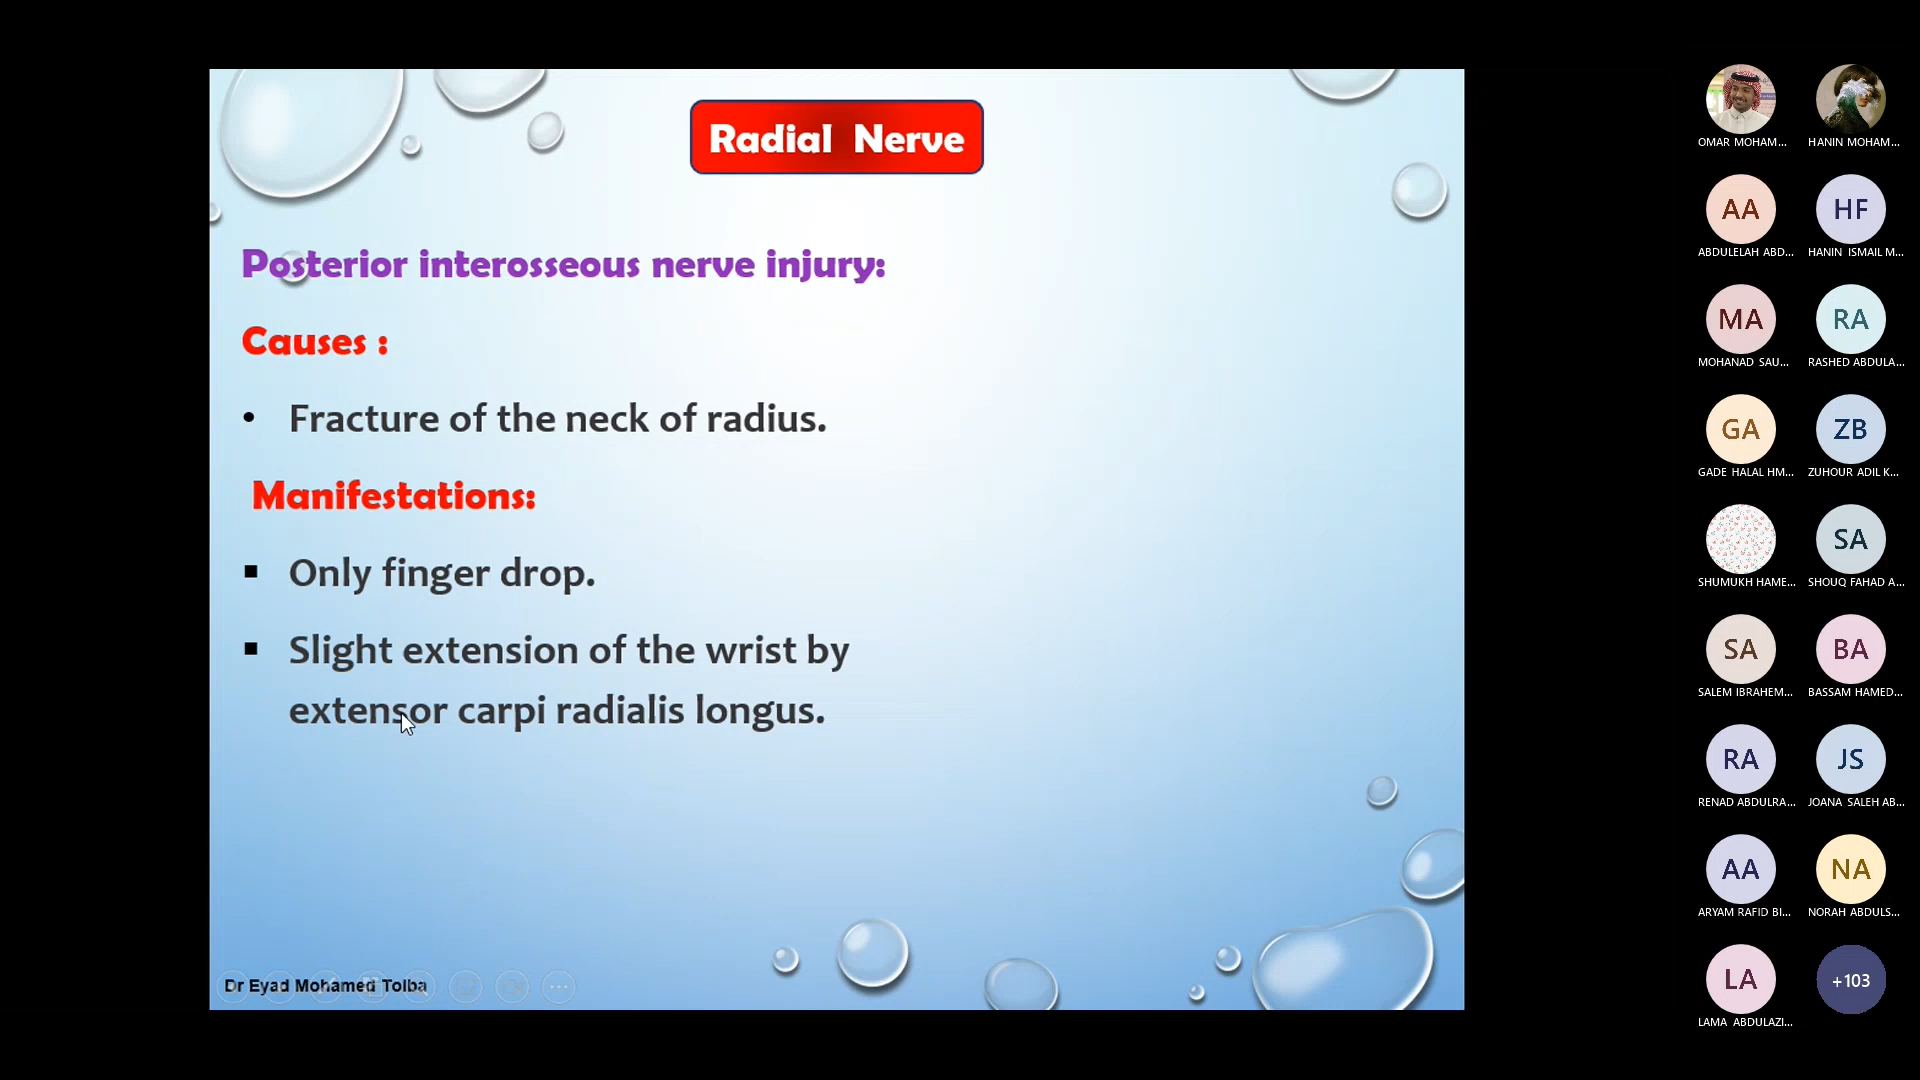 Radial Nerve
Posterior interosseous nerve injury:
Causes :
• Fracture of the neck of radius.
Manifestations:
▪ Only finger drop.
▪ Slight extension of the wrist by
extensor carpi radialis longus.
Dr Eyad Mohamed Tolba
OMAR MOHAM...
HANIN MOHAM...
AA
HF
ABDULELAH ABD...
HANIN ISMAIL M...
MA
RA
MOHANAD SAU...
RASHED ABDULA...
GA
ZB
GADE HALAL HM...
ZUHOUR ADIL K...
SA
SHUMUKH HAME...
SHOUQ FAHAD A...
SA
BA
SALEM IBRAHEM...
BASSAM HAMED...
RA
JS
RENAD ABDULRA...
JOANA SALEH AB...
AA
NA
ARYAM RAFID BI...
NORAH ABDULS...
LA
+103
LAMA ABDULAZI...